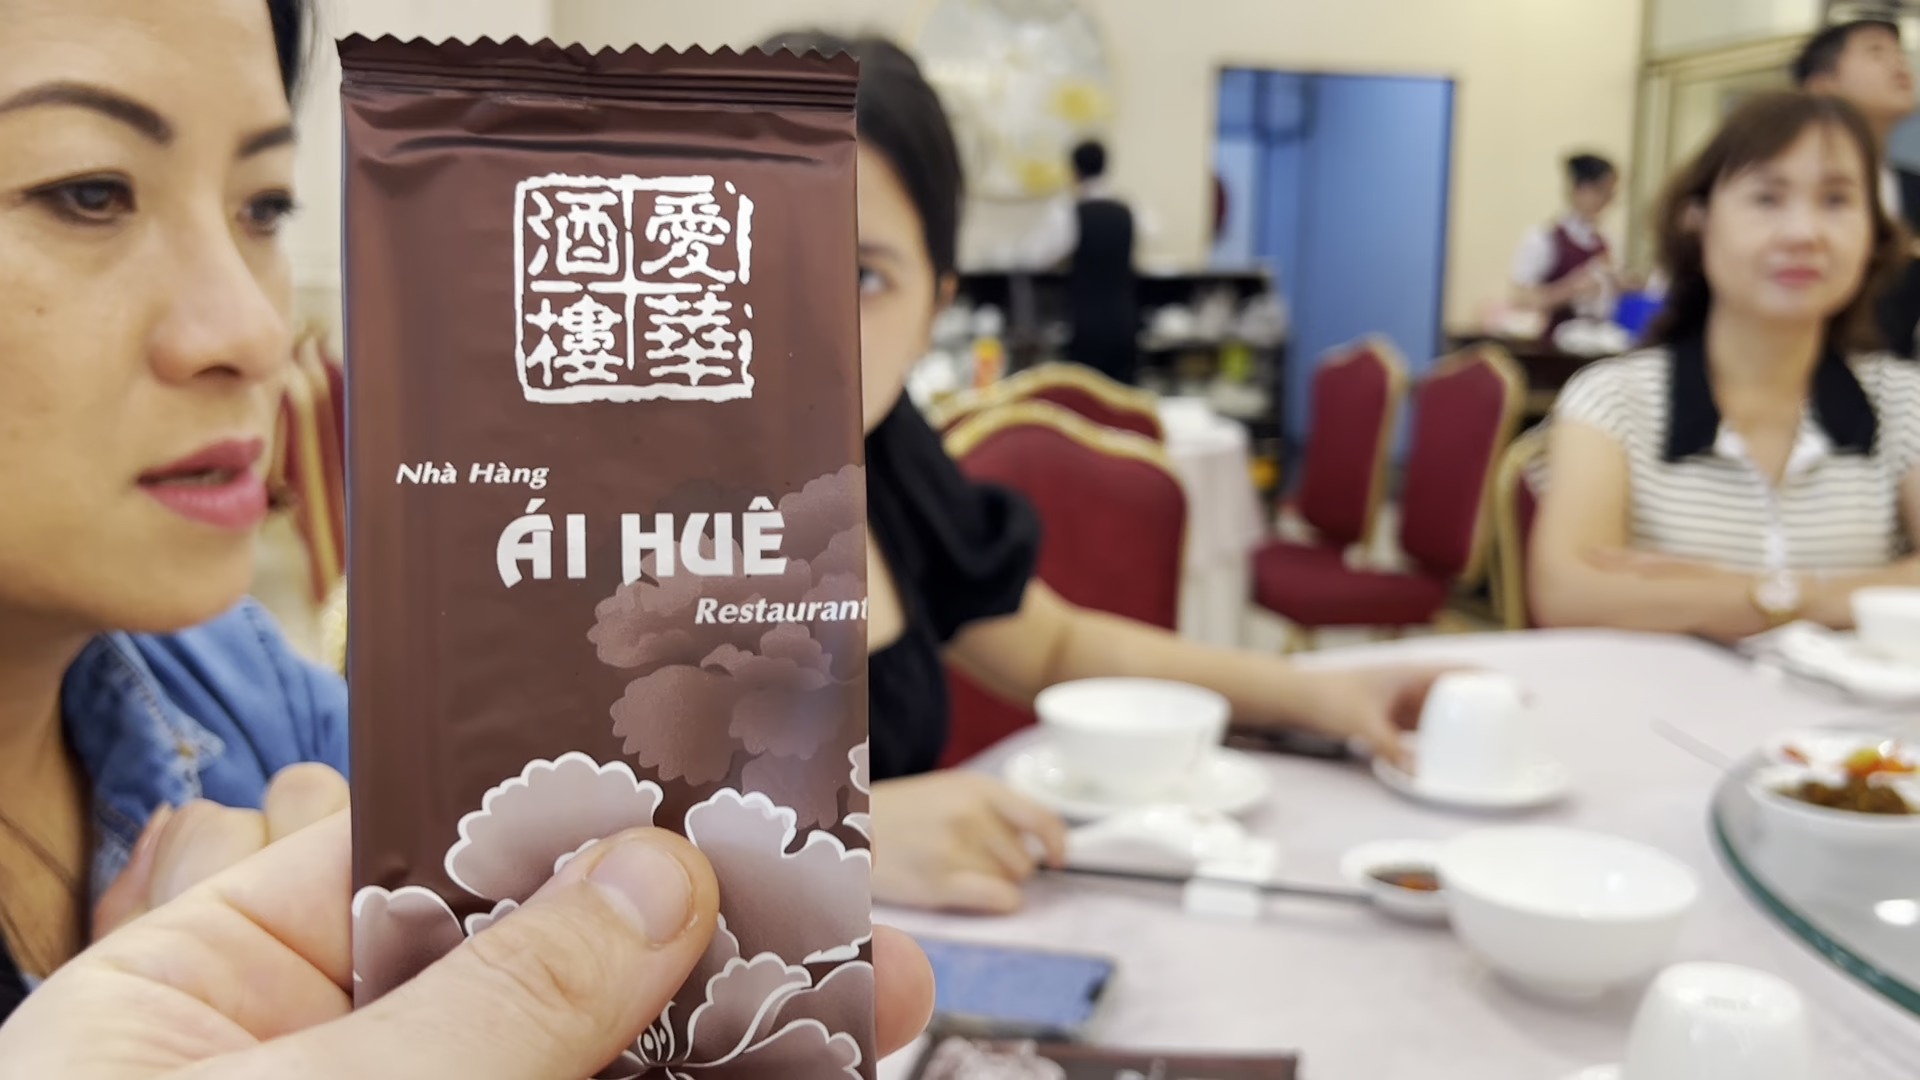 愛華
酒樓
Nhà Hàng
ÁI HUÊ
Restaurant